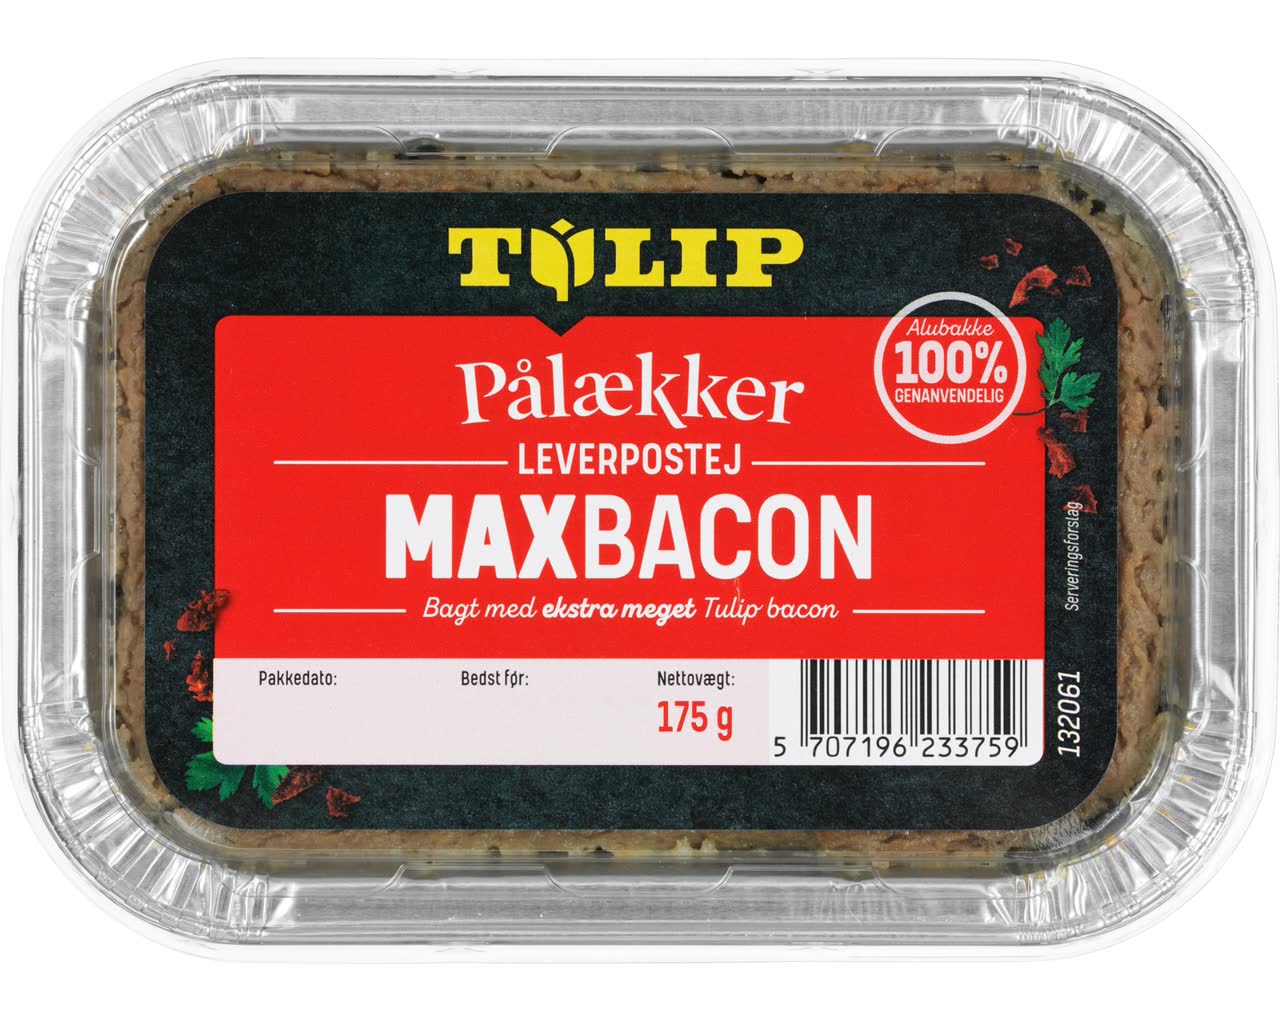 TULIP
Alubakke
100%
GENANVENDELIG
Pålækker
LEVERPOSTEJ
MAXBACON
Bagt med ekstra meget Tulip bacon
Serveringsforslag
Pakkedato:
Bedst før:
Nettovægt:
175 g
5 707196 233759
132061